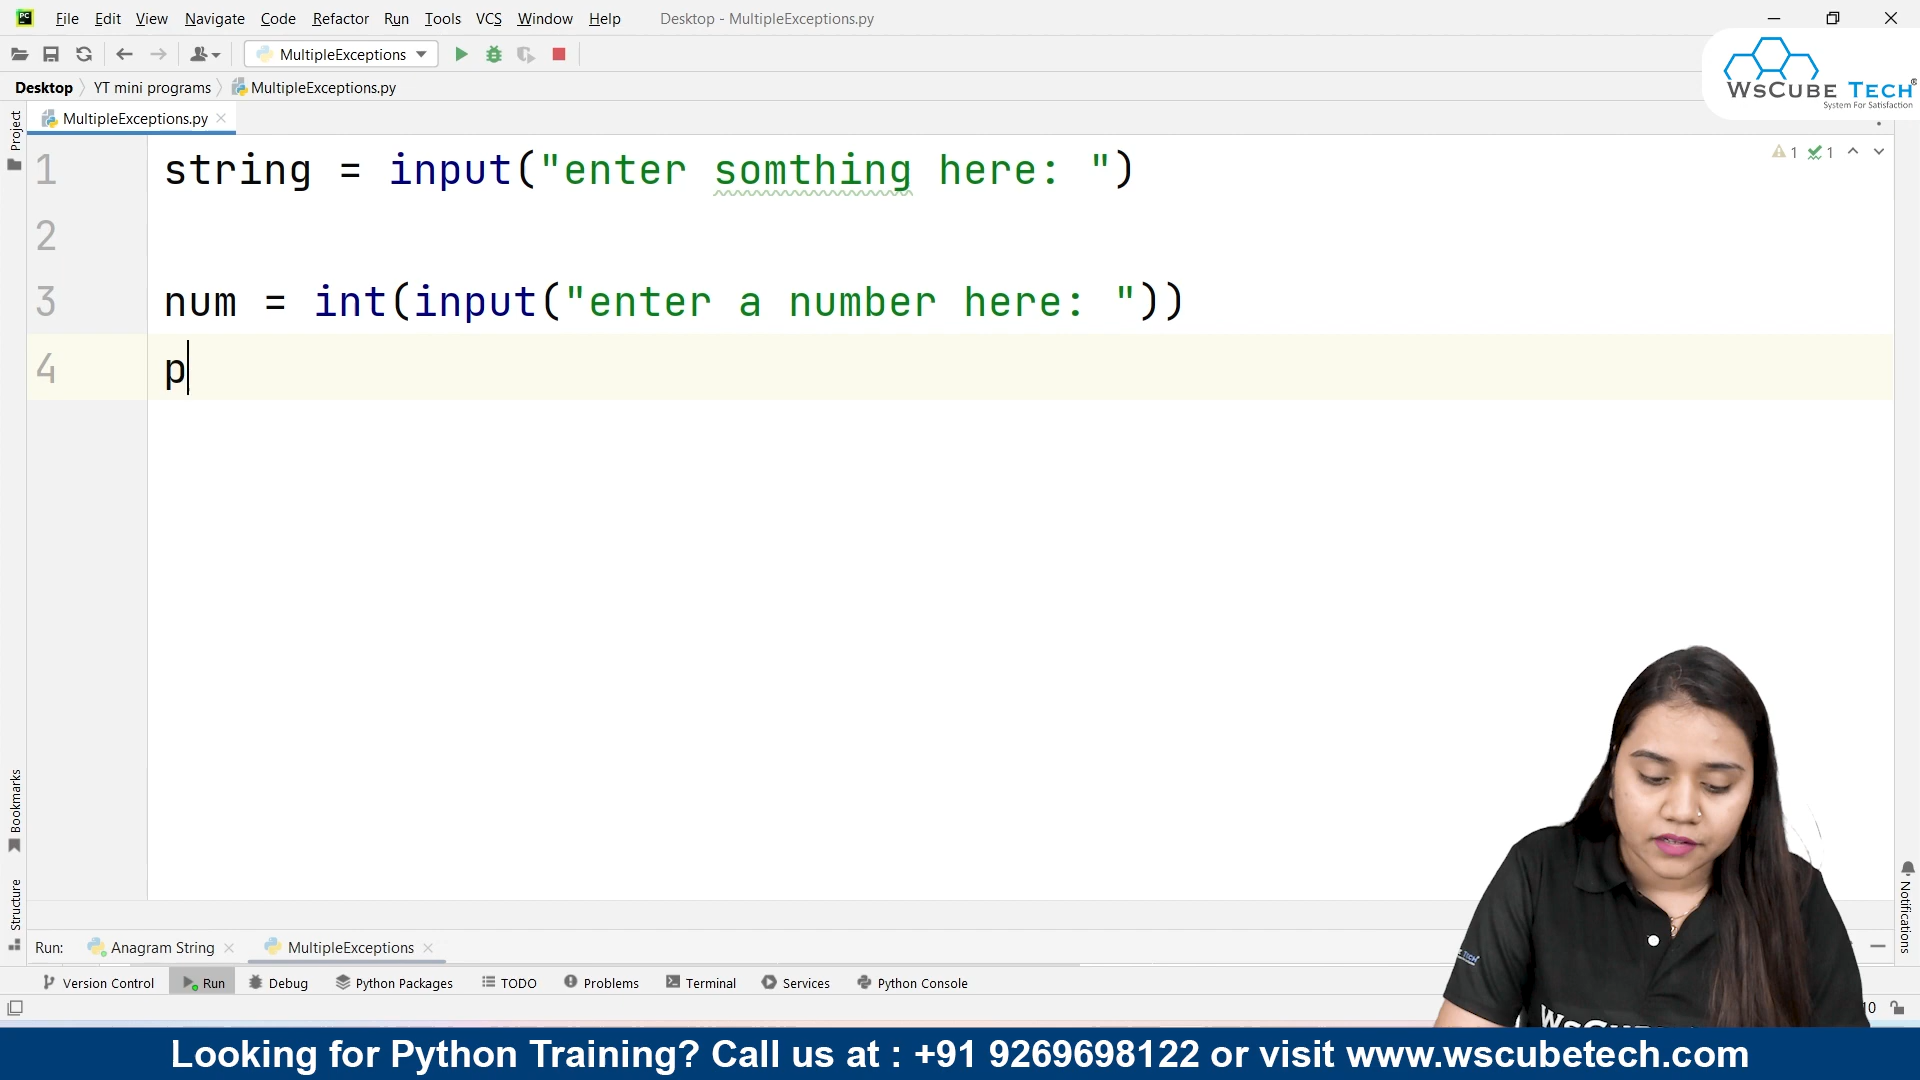 File Edit View Navigate Code Refactor Run Tools VCS Window Help Desktop - MultipleExceptions.py
MultipleExceptions
Desktop YT mini programs MultipleExceptions.py
WsCube Tech®
System For Satisfaction
MultipleExceptions.py
Project
1 string = input("enter somthing here: ")
1 1
2
3 num = int(input("enter a number here: "))
4 p
Bookmarks
Structure
Notifications
Run: Anagram String MultipleExceptions
Version Control Run Debug Python Packages TODO Problems Terminal Services Python Console
Looking for Python Training? Call us at : +91 9269698122 or visit www.wscubetech.com